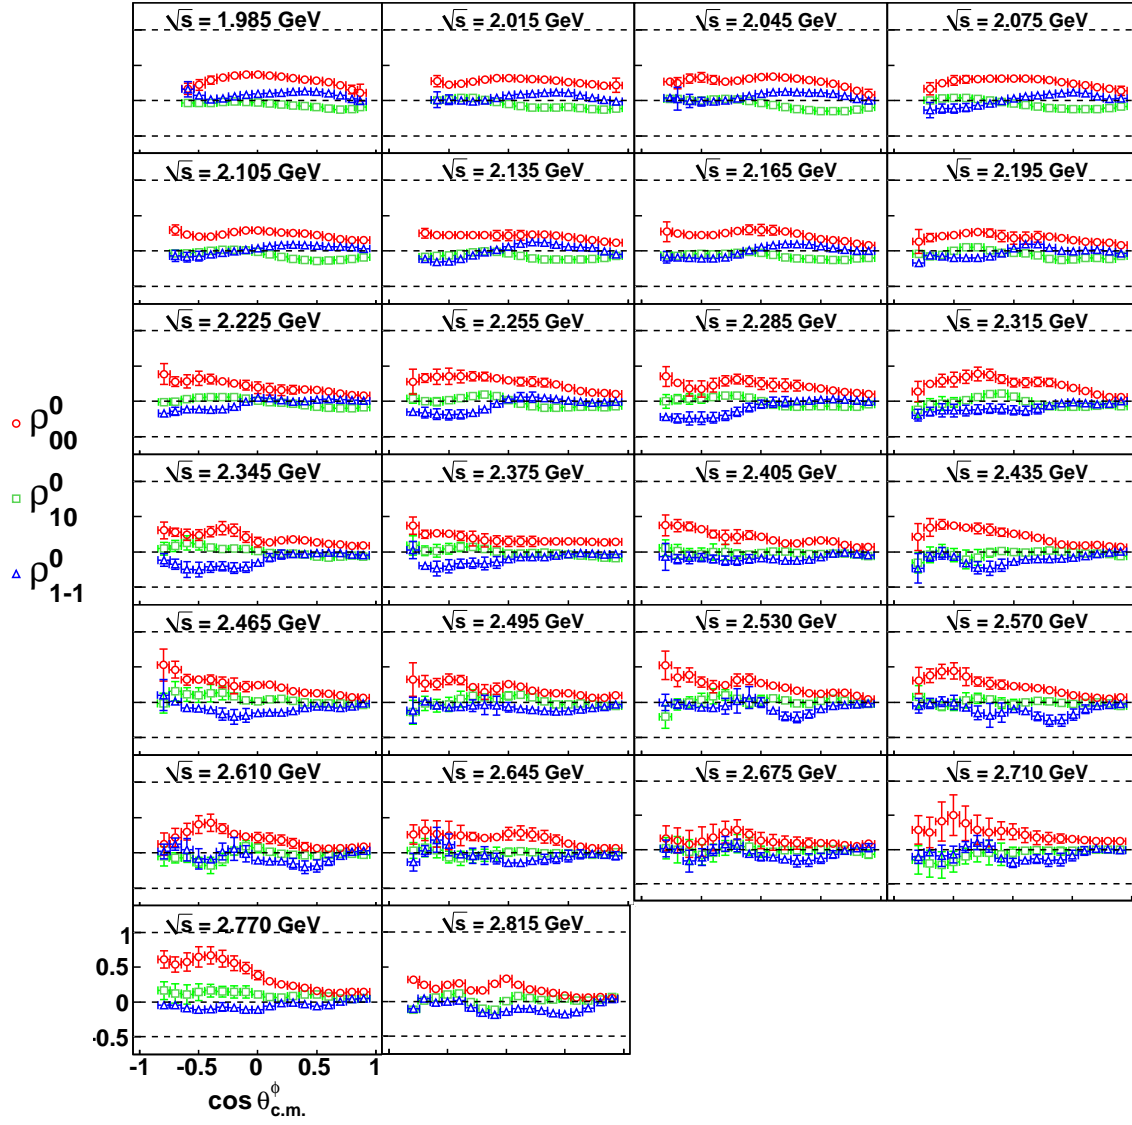 √s = 1.985 GeV
√s = 2.015 GeV
√s = 2.045 GeV
√s = 2.075 GeV
√s = 2.105 GeV
√s = 2.135 GeV
√s = 2.165 GeV
√s = 2.195 GeV
√s = 2.225 GeV
√s = 2.255 GeV
√s = 2.285 GeV
√s = 2.315 GeV
ρ⁰₀₀
√s = 2.345 GeV
√s = 2.375 GeV
√s = 2.405 GeV
√s = 2.435 GeV
ρ⁰₁₀
ρ⁰₁₋₁
√s = 2.465 GeV
√s = 2.495 GeV
√s = 2.530 GeV
√s = 2.570 GeV
√s = 2.610 GeV
√s = 2.645 GeV
√s = 2.675 GeV
√s = 2.710 GeV
√s = 2.770 GeV
√s = 2.815 GeV
1
0.5
0
-0.5
-1 -0.5 0 0.5 1
cos θ^ϕ_c.m.